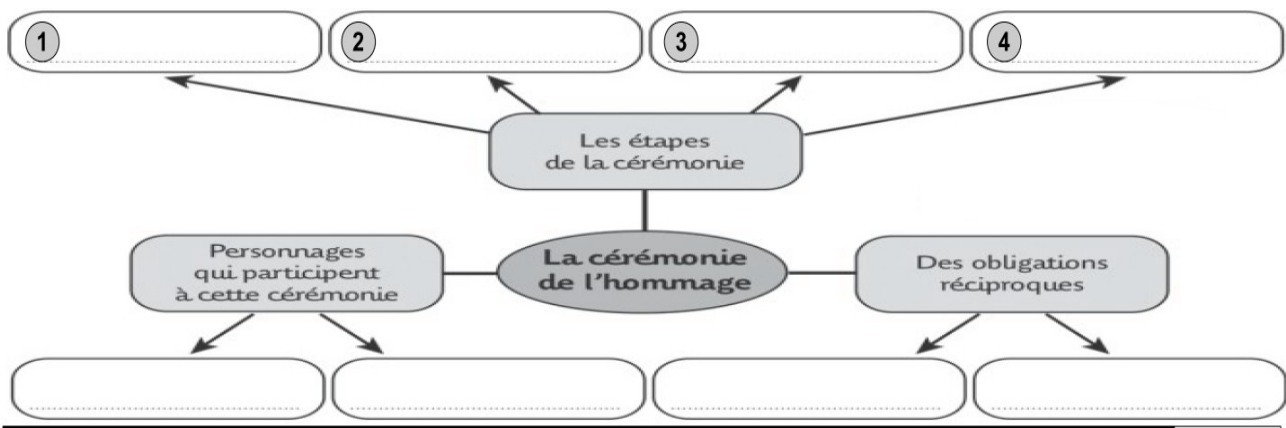 1
2
3
4
Les étapes
de la cérémonie
Personnages
qui participent
à cette cérémonie
La cérémonie
de l'hommage
Des obligations
réciproques